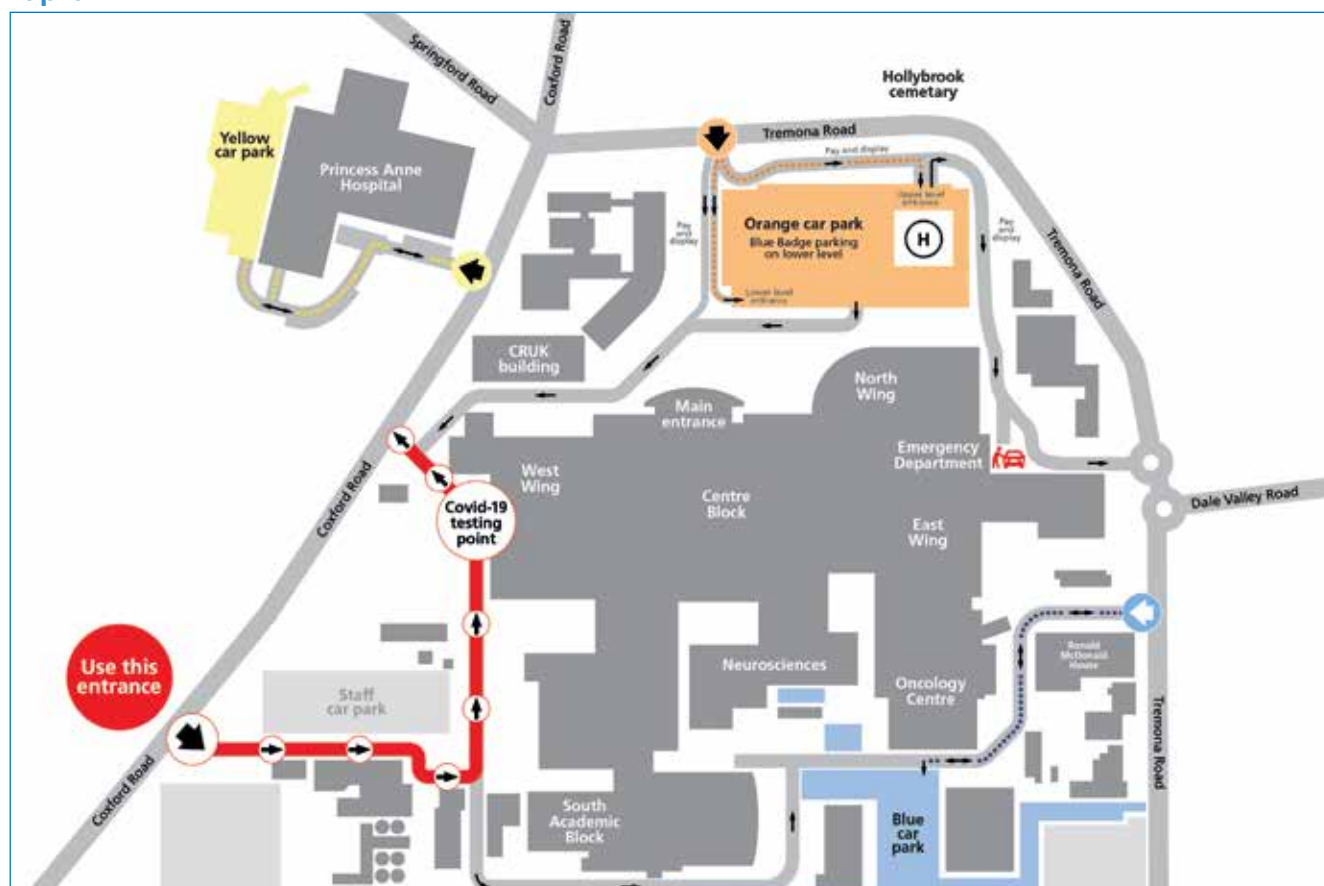 Springford Road
Coxford Road
Hollybrook
cemetary
Tremona Road
Yellow
car park
Princess Anne
Hospital
Pay and display
Upper level
entrance
Orange car park
Blue Badge parking
on lower level
H
Pay
and
display
Pay
and
display
Tremona Road
Lower level
entrance
CRUK
building
North
Wing
Main
entrance
Emergency
Department
West
Wing
Centre
Block
Dale Valley Road
Coxford Road
Covid-19
testing
point
East
Wing
Use this
entrance
Neurosciences
Ronald
McDonald
House
Staff
car park
Oncology
Centre
Tremona Road
Coxford Road
South
Academic
Block
Blue
car
park